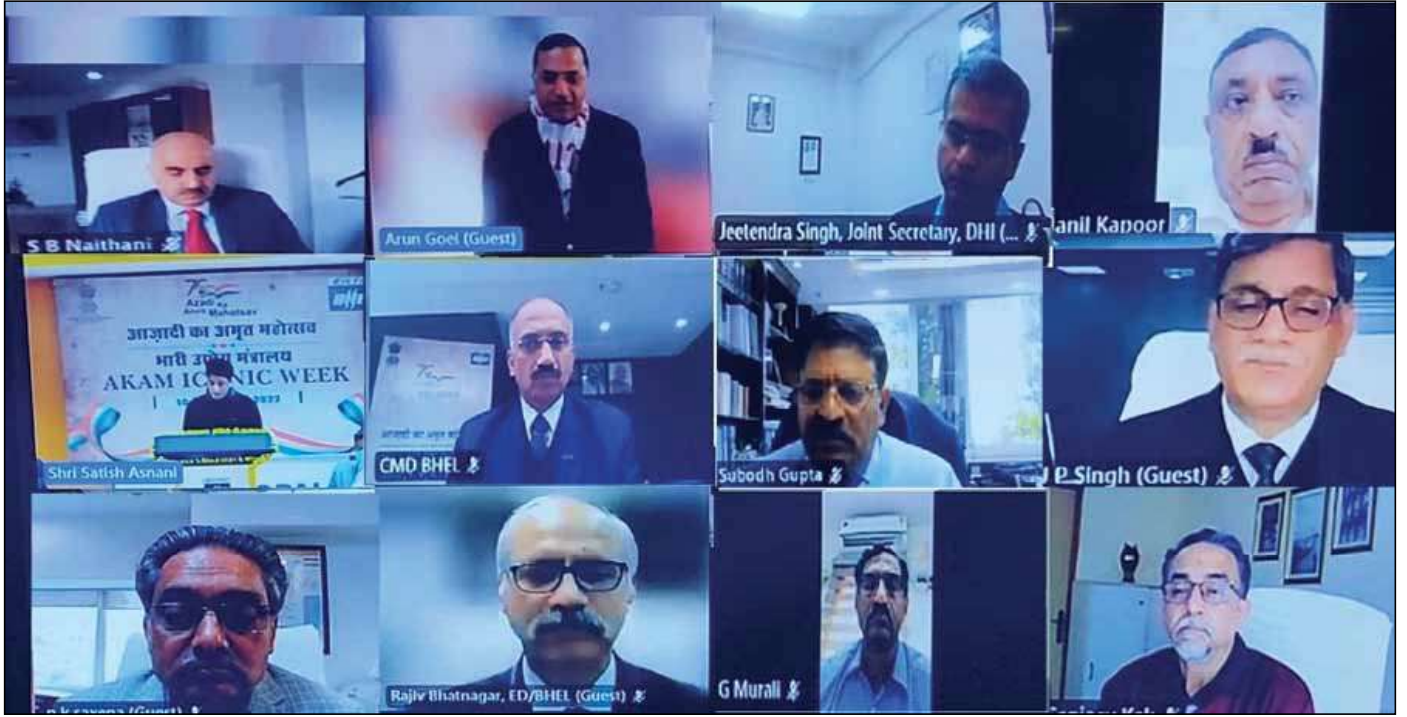 S B Naithani
Arun Goel (Guest)
Jeetendra Singh, Joint Secretary, DHI (...
anil Kapoor
Azadi Ka
Amrit Mahotsav
आज़ादी का अमृत महोत्सव
भारी उद्योग मंत्रालय
AKAM ICONIC WEEK
Shri Satish Asnani
CMD BHEL
Subodh Gupta
J P Singh (Guest)
n k saxena (Guest)
Rajiv Bhatnagar, ED/BHEL (Guest)
G Murali